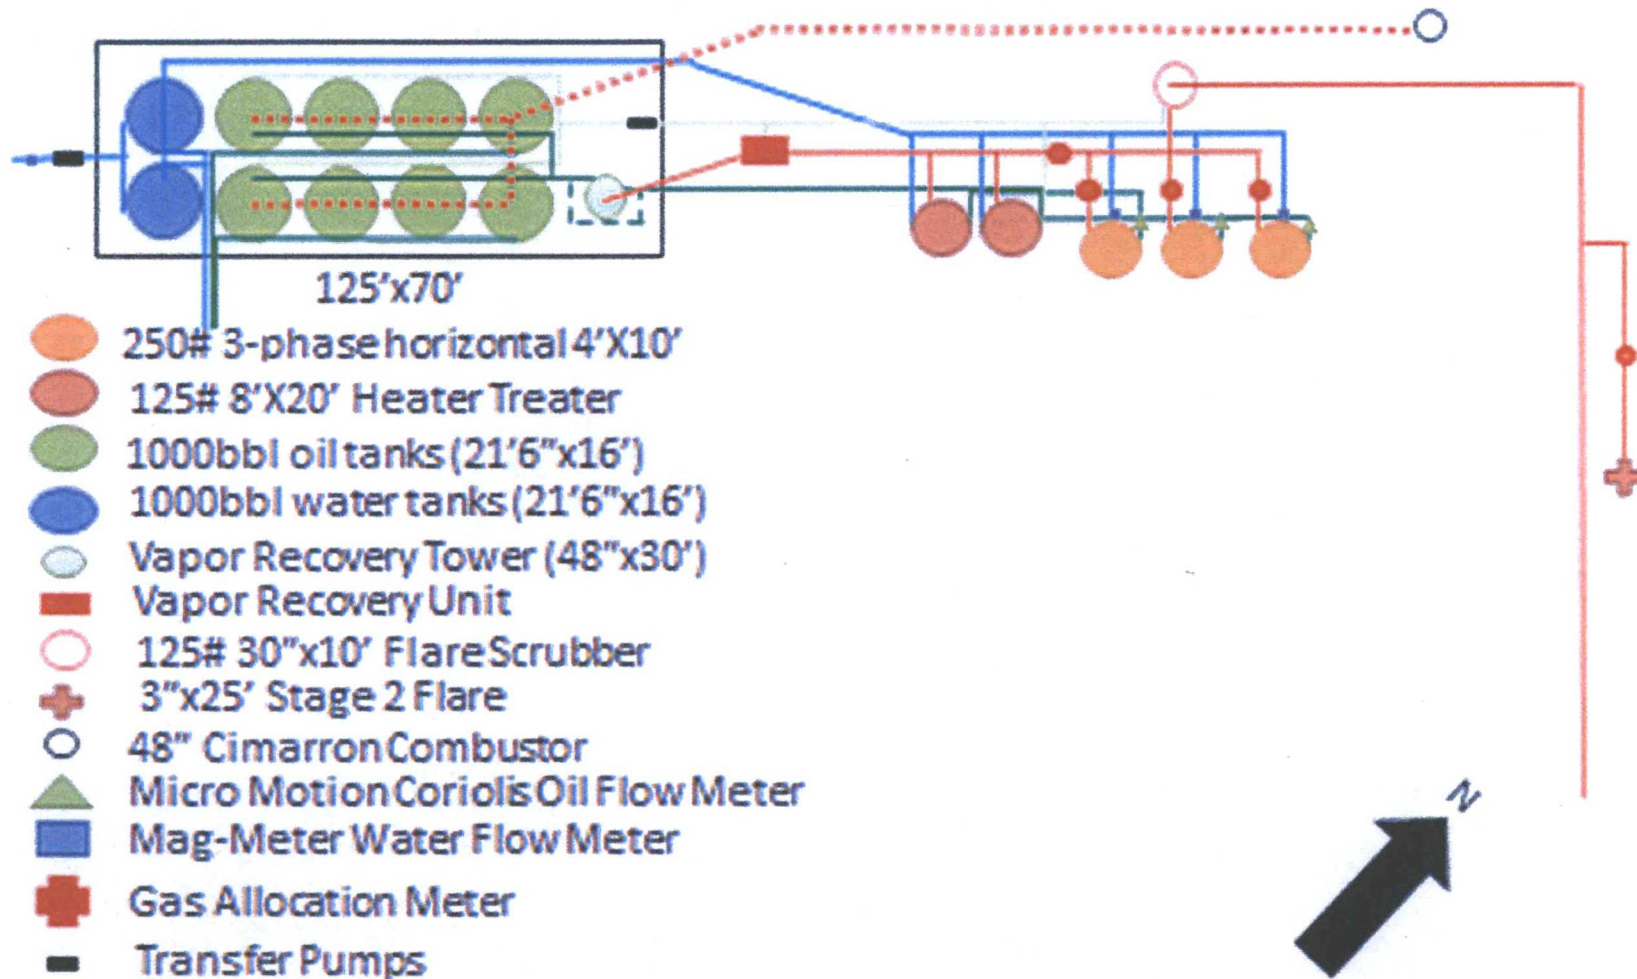 125'x70'
250# 3-phase horizontal 4'X10'
125# 8'X20' Heater Treater
1000bbl oil tanks (21'6"x16')
1000bbl water tanks (21'6"x16')
Vapor Recovery Tower (48"x30')
Vapor Recovery Unit
125# 30"x10' Flare Scrubber
3"x25' Stage 2 Flare
48" Cimarron Combustor
Micro Motion Coriolis Oil Flow Meter
N
Mag-Meter Water Flow Meter
Gas Allocation Meter
Transfer Pumps